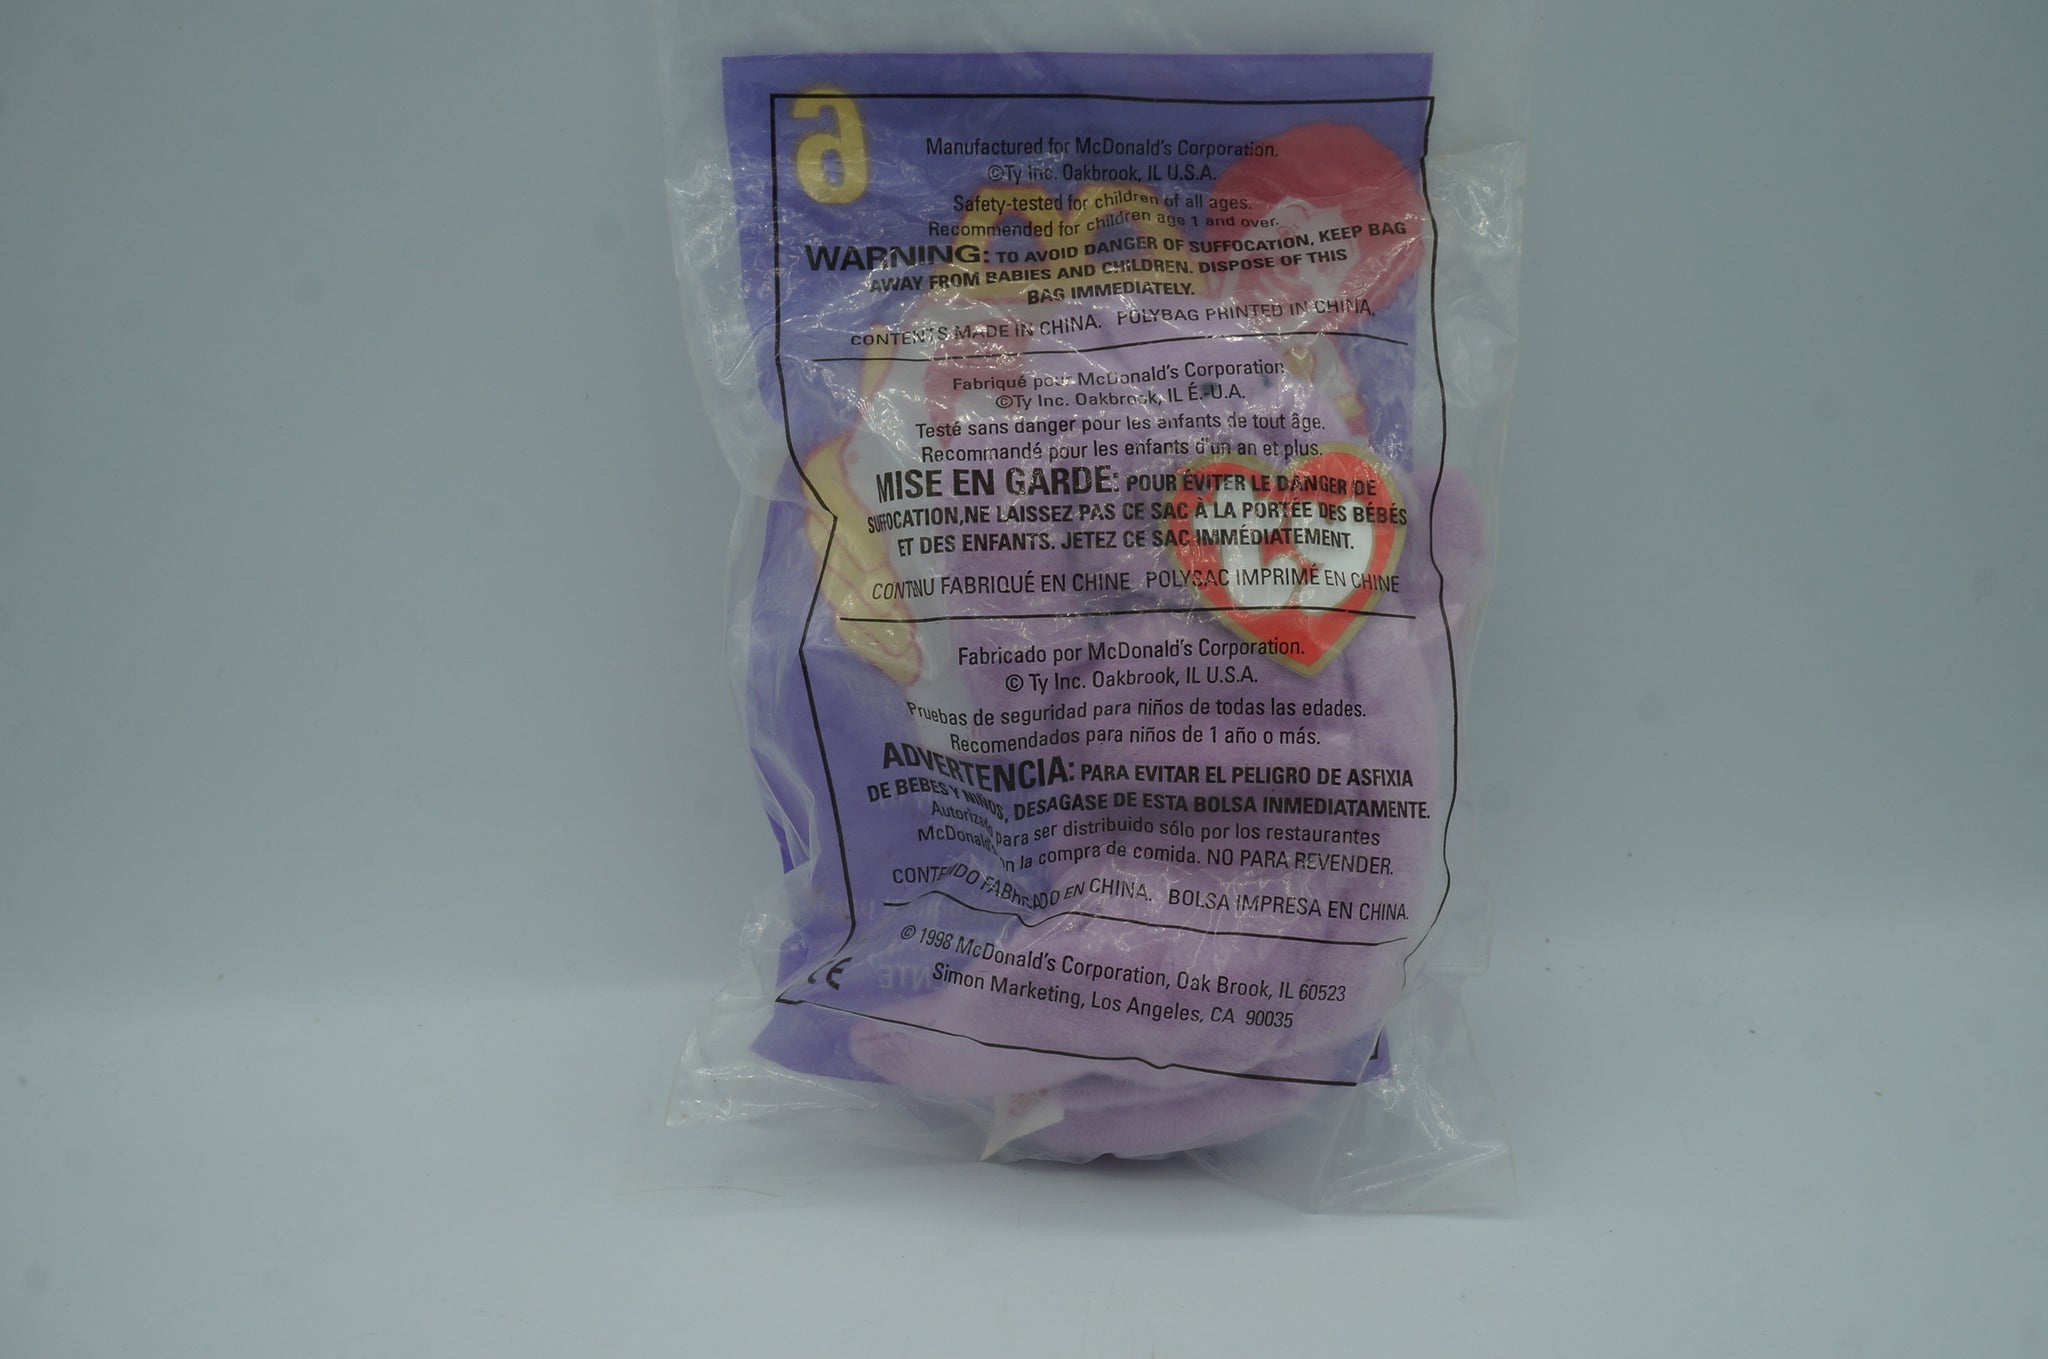 6
Manufactured for McDonald's Corporation.
©Ty Inc. Oakbrook, IL U.S.A.
Safety-tested for children of all ages.
Recommended for children age 1 and over.
WARNING: TO AVOID DANGER OF SUFFOCATION, KEEP BAG
AWAY FROM BABIES AND CHILDREN. DISPOSE OF THIS
BAG IMMEDIATELY.
CONTENTS MADE IN CHINA. POLYBAG PRINTED IN CHINA.
Fabriqué pour McDonald's Corporation
©Ty Inc. Oakbrook, IL É.-U.A.
Testé sans danger pour les enfants de tout âge.
Recommandé pour les enfants d'un an et plus.
MISE EN GARDE: POUR ÉVITER LE DANGER DE
SUFFOCATION,NE LAISSEZ PAS CE SAC À LA PORTÉE DES BÉBÉS
ET DES ENFANTS. JETEZ CE SAC IMMÉDIATEMENT.
CONTENU FABRIQUÉ EN CHINE POLYSAC IMPRIMÉ EN CHINE
ty
Fabricado por McDonald's Corporation.
© Ty Inc. Oakbrook, IL U.S.A.
Pruebas de seguridad para niños de todas las edades.
Recomendados para niños de 1 año o más.
ADVERTENCIA: PARA EVITAR EL PELIGRO DE ASFIXIA
DE BEBES Y NIÑOS, DESAGASE DE ESTA BOLSA INMEDIATAMENTE.
Autorizado para ser distribuido sólo por los restaurantes
McDonald's en la compra de comida. NO PARA REVENDER.
CONTENIDO FABRICADO EN CHINA. BOLSA IMPRESA EN CHINA.
© 1998 McDonald's Corporation, Oak Brook, IL 60523
Simon Marketing, Los Angeles, CA 90035
CE